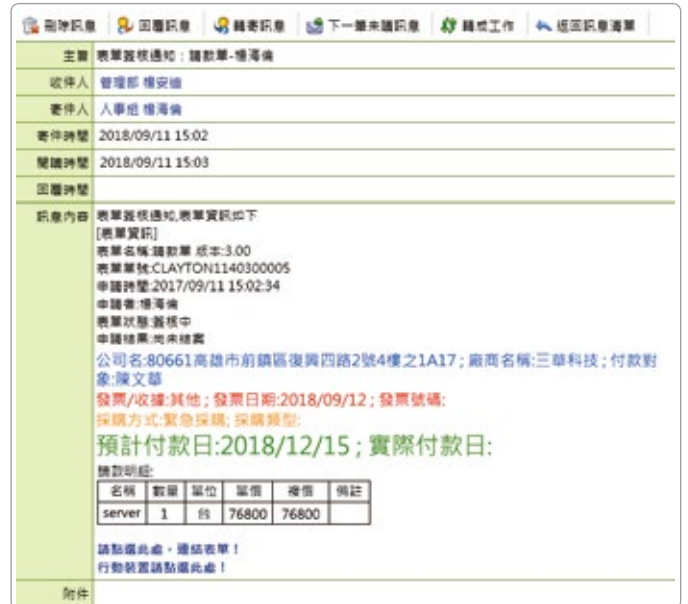 刪除訊息 回覆訊息 轉寄訊息 下一筆未讀訊息 轉成工作 返回訊息清單
主旨 表單簽核通知：請款單-楊海倫
收件人 管理部 楊安迪
寄件人 人事組 楊海倫
寄件時間 2018/09/11 15:02
閱讀時間 2018/09/11 15:03
回覆時間
訊息內容 表單簽核通知,表單資訊如下
[表單資訊]
表單名稱:請款單 版本:3.00
表單單號:CLAYTON1140300005
申請時間:2017/09/11 15:02:34
申請者:楊海倫
表單狀態:簽核中
申請結果:尚未結案
公司名:80661高雄市前鎮區復興四路2號4樓之1A17 ; 廠商名稱:三華科技 ; 付款對
象:陳文華
發票/收據:其他 ; 發票日期:2018/09/12 ; 發票號碼:
採購方式:緊急採購; 採購類型:
預計付款日:2018/12/15 ; 實際付款日:
請款明細:
名稱 數量 單位 單價 複價 備註
server 1 台 76800 76800
請點選此處，連結表單！
行動裝置請點選此處！
附件